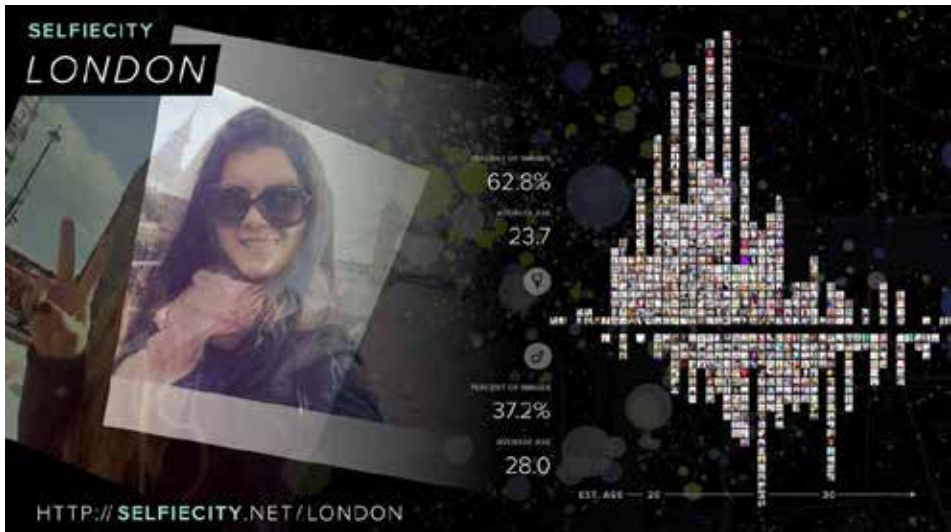 SELFIECITY
LONDON
PERCENT OF IMAGES
62.8%
AVERAGE AGE
23.7
PERCENT OF IMAGES
37.2%
AVERAGE AGE
28.0
EST. AGE 20 30
HTTP://SELFIECITY.NET/LONDON